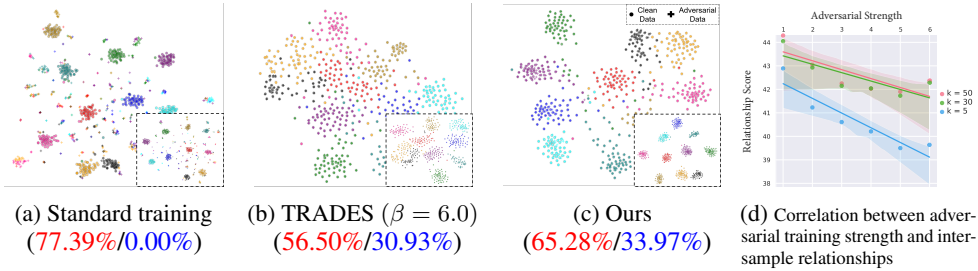 Clean Data
Adversarial Data
Adversarial Strength
1 2 3 4 5 6
44
43
42
41
40
39
38
Relationship Score
k = 50
k = 30
k = 5
(a) Standard training
(77.39%/0.00%)
(b) TRADES (β = 6.0)
(56.50%/30.93%)
(c) Ours
(65.28%/33.97%)
(d) Correlation between adver-
sarial training strength and inter-
sample relationships